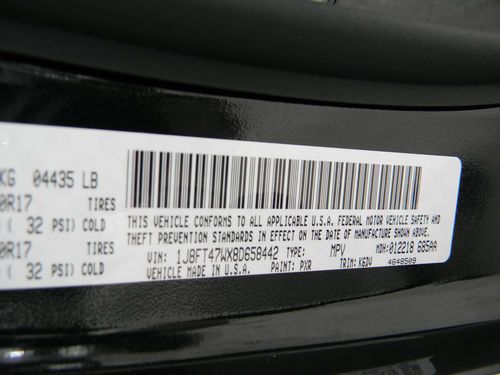 KG 04435 LB
0R17 TIRES
( 32 PSI) COLD
0R17 TIRES
( 32 PSI) COLD
THIS VEHICLE CONFORMS TO ALL APPLICABLE U.S.A. FEDERAL MOTOR VEHICLE SAFETY AND
THEFT PREVENTION STANDARDS IN EFFECT ON THE DATE OF MANUFACTURE SHOWN ABOVE.
VIN: 1J8FT47WX8D658442 TYPE: MPV MDH:012218 685AA
VEHICLE MADE IN U.S.A. PAINT: PXR TRIM:K6DV 4648509